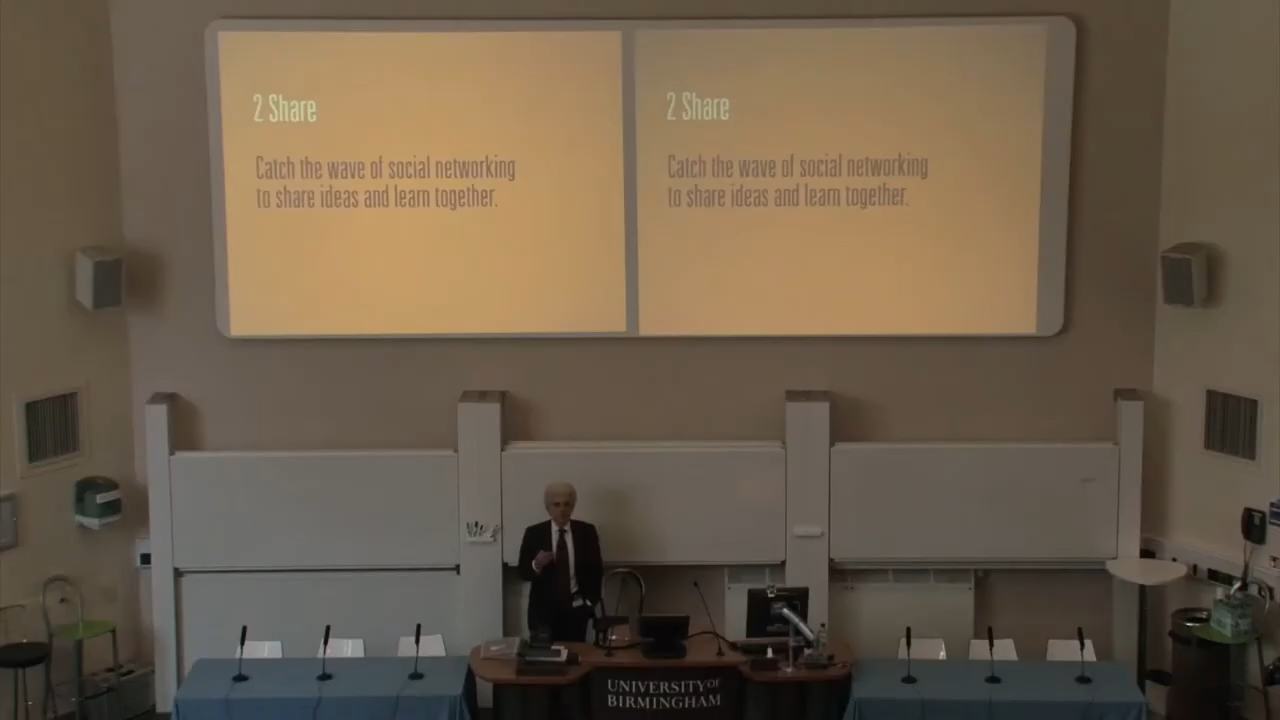 2 Share
Catch the wave of social networking
to share ideas and learn together.
2 Share
Catch the wave of social networking
to share ideas and learn together.
UNIVERSITY OF
BIRMINGHAM